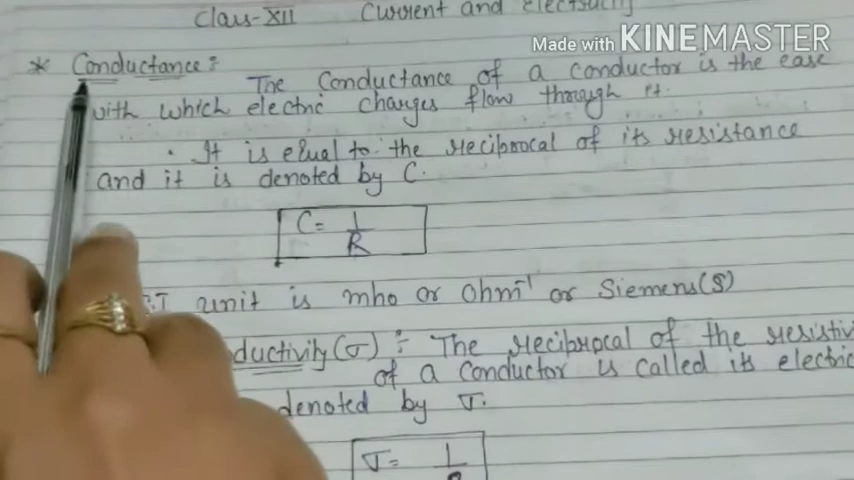 Class-XII Current and Electricity
Made with KINEMASTER
* Conductance :
The Conductance of a conductor is the ease
with which electric charges flow through it.
. It is equal to the reciprocal of its resistance
and it is denoted by C.
C = 1/R
S.I unit is mho or Ohm⁻¹ or Siemens(S)
ductivity (σ) : The reciprocal of the resistivi
of a conductor is called its electric
denoted by σ.
σ = 1